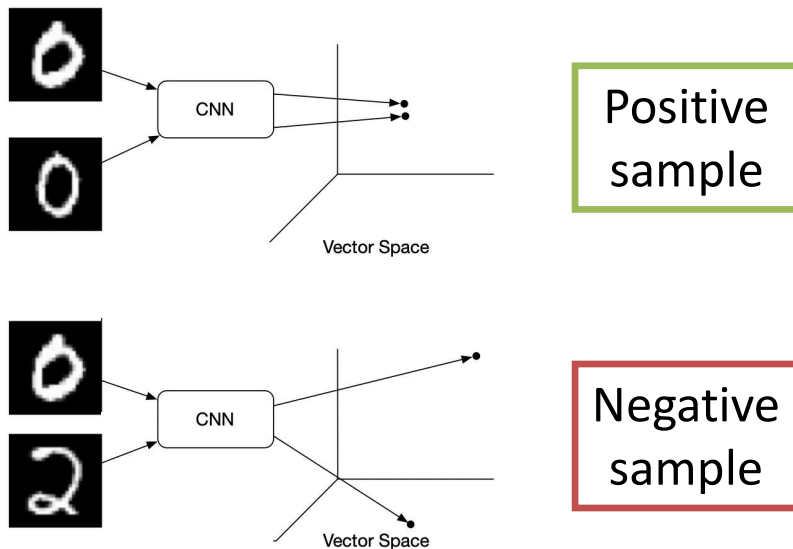 CNN
Vector Space
Positive
sample
CNN
Vector Space
Negative
sample